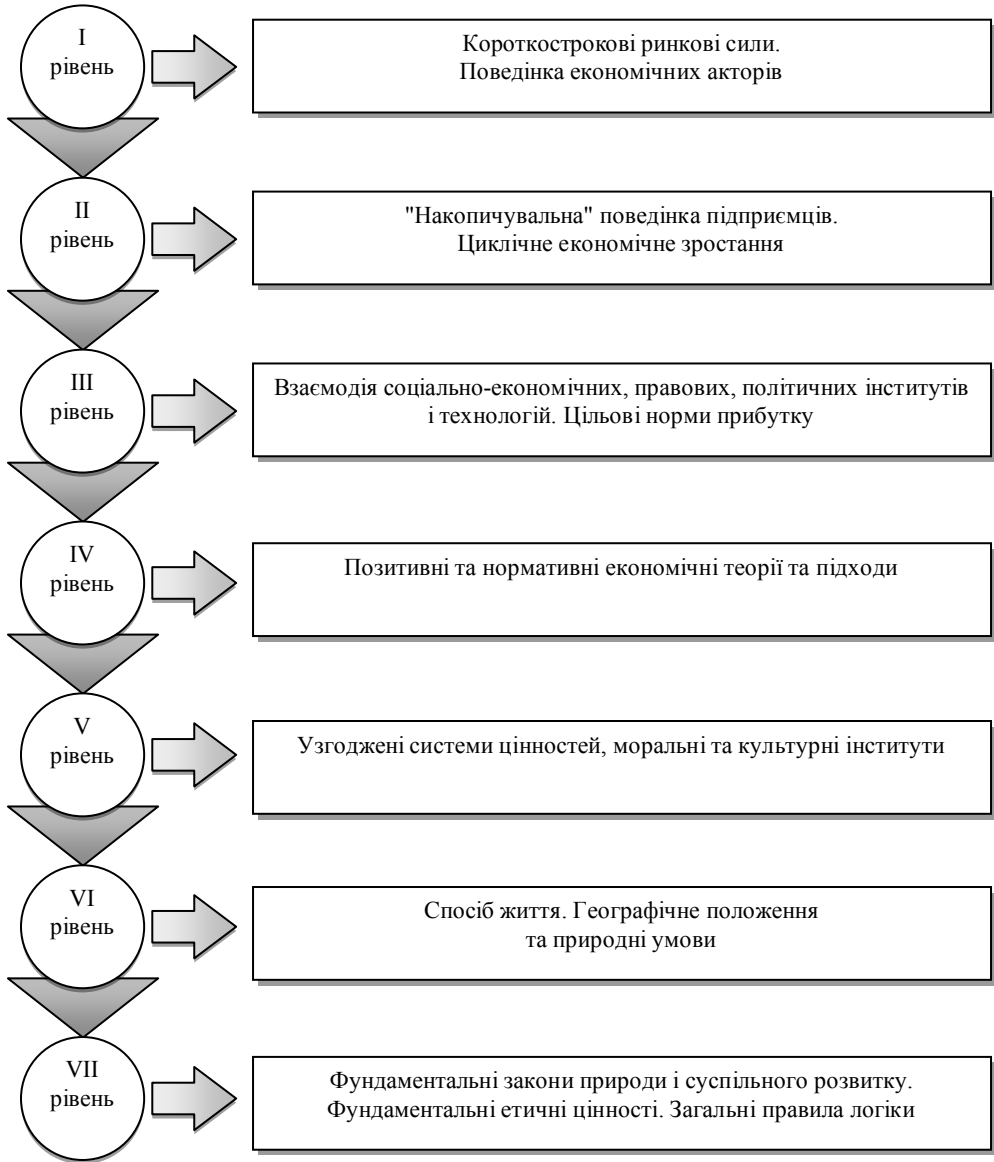 I
рівень
Короткострокові ринкові сили.
Поведінка економічних акторів
II
рівень
"Накопичувальна" поведінка підприємців.
Циклічне економічне зростання
III
рівень
Взаємодія соціально-економічних, правових, політичних інститутів
і технологій. Цільові норми прибутку
IV
рівень
Позитивні та нормативні економічні теорії та підходи
V
рівень
Узгоджені системи цінностей, моральні та культурні інститути
VI
рівень
Спосіб життя. Географічне положення
та природні умови
VII
рівень
Фундаментальні закони природи і суспільного розвитку.
Фундаментальні етичні цінності. Загальні правила логіки